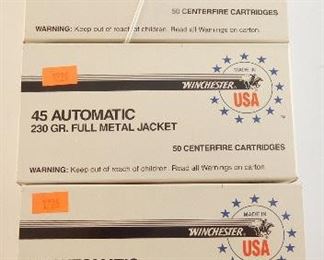 50 CENTERFIRE CARTRIDGES
WARNING: Keep out of reach of children. Read all Warnings on carton.
MADE IN
WINCHESTER
USA
45 AUTOMATIC
230 GR. FULL METAL JACKET
™
50 CENTERFIRE CARTRIDGES
WARNING: Keep out of reach of children. Read all Warnings on carton.
MADE IN
WINCHESTER
USA